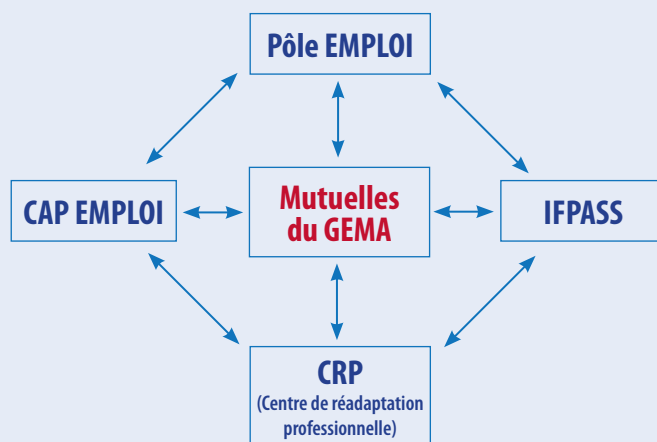 Pôle EMPLOI
CAP EMPLOI
Mutuelles
du GEMA
IFPASS
CRP
(Centre de réadaptation
professionnelle)